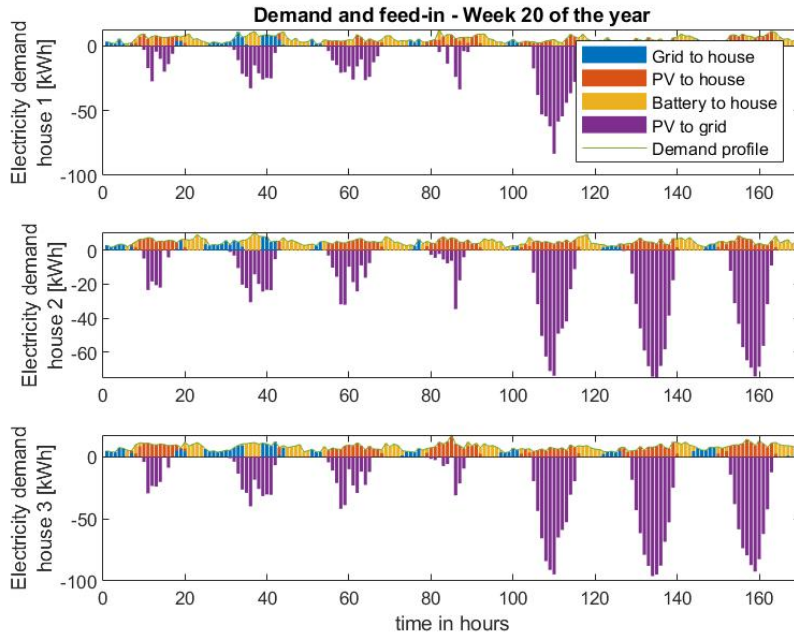 Demand and feed-in - Week 20 of the year
Electricity demand
house 1 [kWh]
0
-50
-100
0
20
40
60
80
100
120
140
160
Grid to house
PV to house
Battery to house
PV to grid
Demand profile
Electricity demand
house 2 [kWh]
10
0
-20
-40
-60
0
20
40
60
80
100
120
140
160
Electricity demand
house 3 [kWh]
0
-50
-100
0
20
40
60
80
100
120
140
160
time in hours